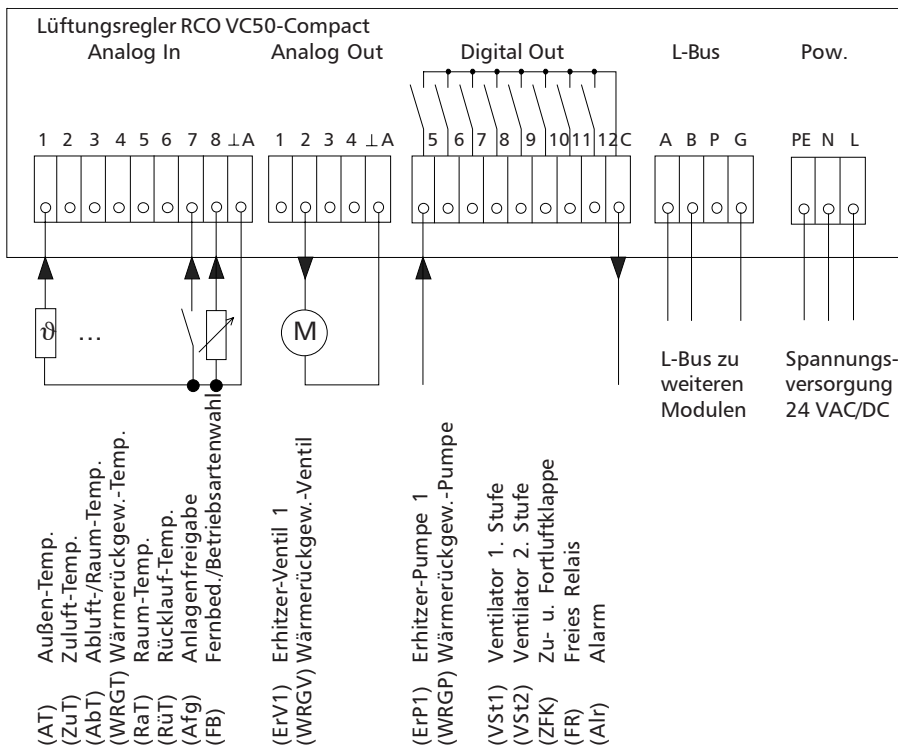 Lüftungsregler RCO VC50-Compact
Analog In
Analog Out
Digital Out
L-Bus
Pow.
1 2 3 4 5 6 7 8 ⊥A
1 2 3 4 ⊥A
5 6 7 8 9 10 11 12 C
A B P G
PE N L
ϑ ...
M
L-Bus zu
weiteren
Modulen
Spannungs-
versorgung
24 VAC/DC
(AT) Außen-Temp.
(ZuT) Zuluft-Temp.
(AbT) Abluft-/Raum-Temp.
(WRGT) Wärmerückgew.-Temp.
(RaT) Raum-Temp.
(RüT) Rücklauf-Temp.
(Afg) Anlagenfreigabe
(FB) Fernbed./Betriebsartenwahl
(ErV1) Erhitzer-Ventil 1
(WRGV) Wärmerückgew.-Ventil
(ErP1) Erhitzer-Pumpe 1
(WRGP) Wärmerückgew.-Pumpe
(VSt1) Ventilator 1. Stufe
(VSt2) Ventilator 2. Stufe
(ZFK) Zu- u. Fortluftklappe
(FR) Freies Relais
(Alr) Alarm